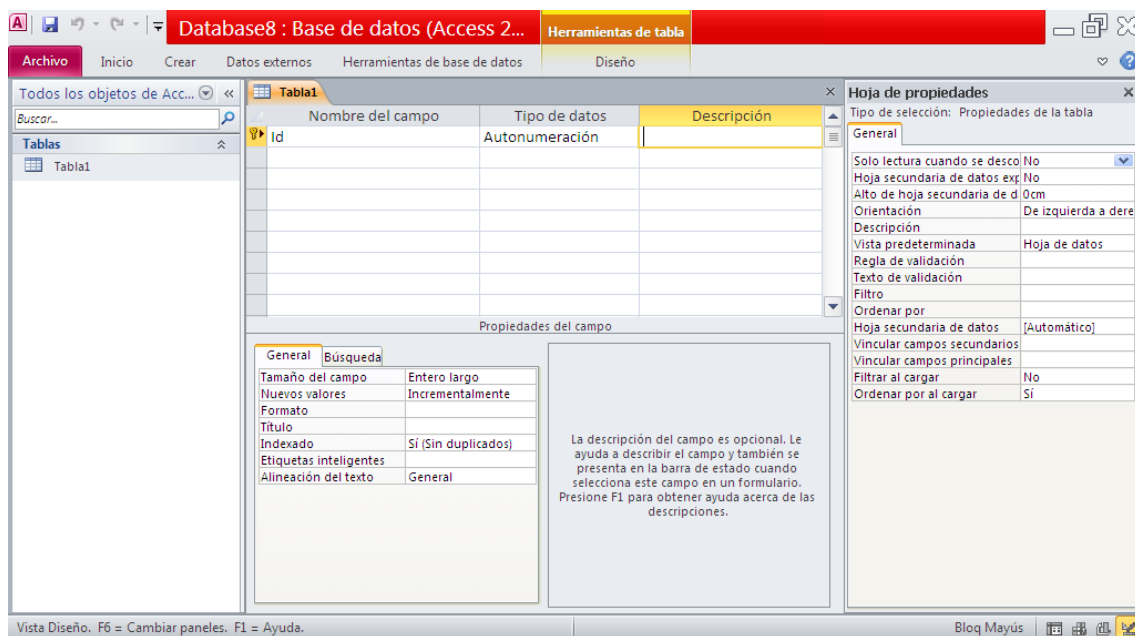 A
Database8 : Base de datos (Access 2...
Herramientas de tabla
Archivo
Inicio
Crear
Datos externos
Herramientas de base de datos
Diseño
Todos los objetos de Acc...
Buscar...
Tablas
Tabla1
Tabla1
Nombre del campo
Tipo de datos
Descripción
Id
Autonumeración
Propiedades del campo
General
Búsqueda
Tamaño del campo
Entero largo
Nuevos valores
Incrementalmente
Formato
Título
Indexado
Sí (Sin duplicados)
Etiquetas inteligentes
Alineación del texto
General
La descripción del campo es opcional. Le
ayuda a describir el campo y también se
presenta en la barra de estado cuando
selecciona este campo en un formulario.
Presione F1 para obtener ayuda acerca de las
descripciones.
Hoja de propiedades
Tipo de selección: Propiedades de la tabla
General
Solo lectura cuando se desco
No
Hoja secundaria de datos exp
No
Alto de hoja secundaria de d
0cm
Orientación
De izquierda a dere
Descripción
Vista predeterminada
Hoja de datos
Regla de validación
Texto de validación
Filtro
Ordenar por
Hoja secundaria de datos
[Automático]
Vincular campos secundarios
Vincular campos principales
Filtrar al cargar
No
Ordenar por al cargar
Sí
Vista Diseño. F6 = Cambiar paneles. F1 = Ayuda.
Bloq Mayús